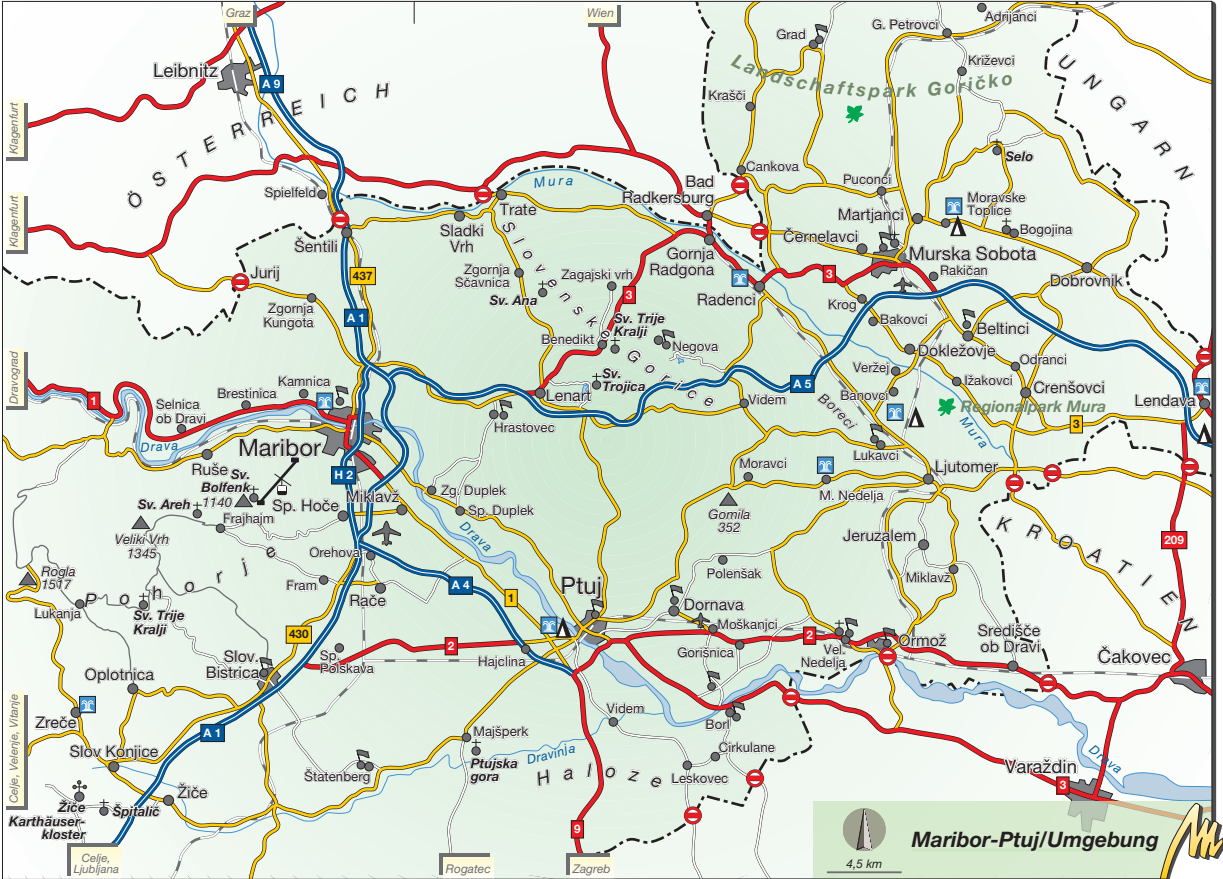 Graz
Wien
Adrijanci
G. Petrovci
Grad
Križevci
Leibnitz
A 9
Landschaftspark Goričko
UNGARN
Krašči
ÖSTERREICH
Klagenfurt
Selo
Cankova
Mura
Puconci
Spielfeld
Bad
Radkersburg
Moravske
Toplice
Trate
Martjanci
Klagenfurt
Sladki
Vrh
Bogojina
Šentilj
Černelavci
Gornja
Radgona
Murska Sobota
Slovenske Gorice
Jurij
437
Zgornja
Ščavnica
Zagajski vrh
3
Rakičan
Dobrovnik
Radenci
Sv. Ana
3
Zgornja
Kungota
Krog
A 1
Sv. Trije
Kralji
Bakovci
Beltinci
Benedikt
Negova
Dokležovje
Odranci
Dravograd
Veržej
Sv.
Trojica
A 5
Ižakovci
Kamnica
Crenšovci
Brestinica
Lenart
Banovci
1
Selnica
ob Dravi
Videm
Boreci
Regionalpark Mura
Lendava
Hrastovec
3
Drava
Mura
Maribor
Lukavci
Ruše
Sv.
Bolfenk
1140
H 2
Moravci
Ljutomer
Zg. Duplek
M. Nedelja
Sv. Areh
Miklavž
Sp. Hoče
Sp. Duplek
Gomila
352
Frajhajm
KROATIEN
Veliki Vrh
1345
Drava
Jeruzalem
209
Orehova
Pohorje
Rogla
1517
Polenšak
Miklavž
Fram
A 4
Ptuj
Rače
1
Lukanja
Sv. Trije
Kralji
Dornava
Moškanjci
430
2
Ormož
Središče
ob Dravi
2
Gorišnica
Vel.
Nedelja
Sp.
Polskava
Hajclina
Čakovec
Slov.
Bistrica
Oplotnica
Zreče
Videm
Borl
Celje, Velenje, Vitanje
A 1
Majšperk
Slov Konjice
Dravinja
Cirkulane
Drava
Ptujska
gora
Varaždin
Štatenberg
Haloze
Leskovec
Žiče
3
Žiče
Karthäuser-
kloster
Špitalič
9
Maribor-Ptuj/Umgebung
Celje,
Ljubljana
Rogatec
Zagreb
4,5 km